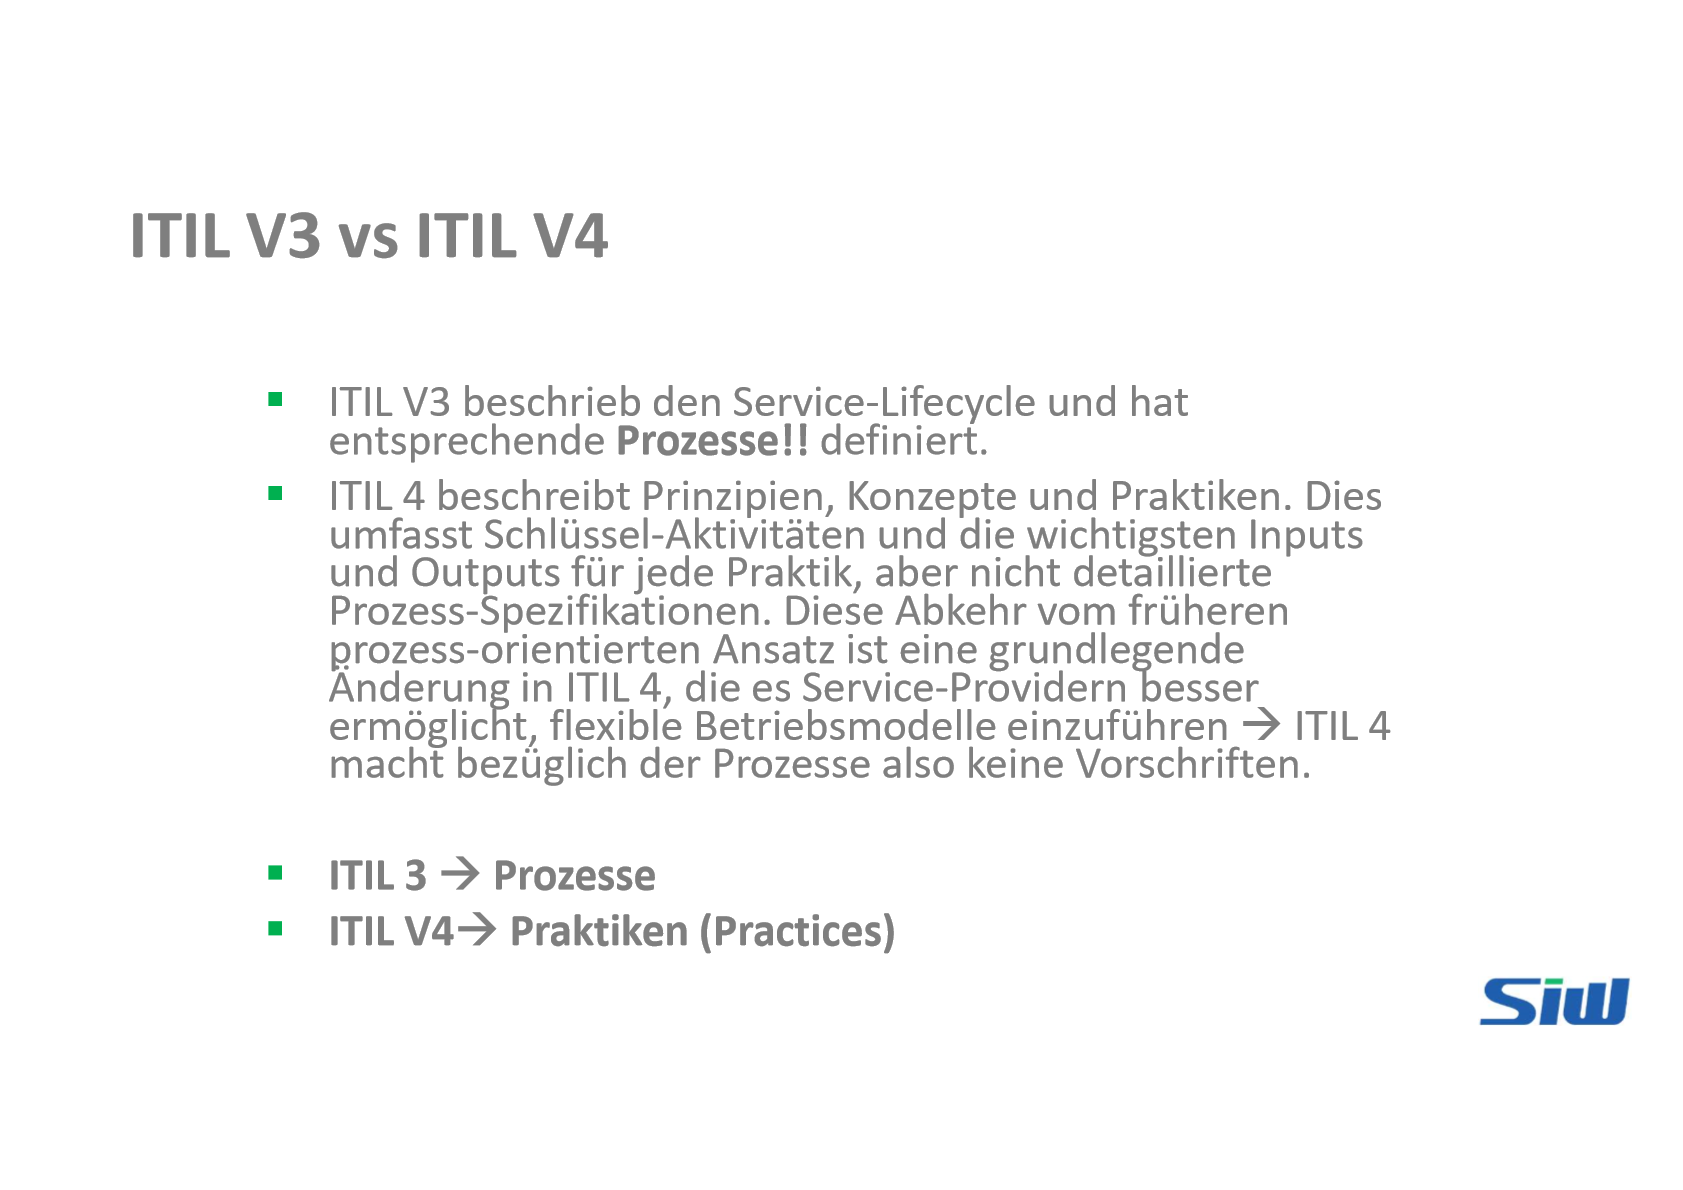 ITIL V3 vs ITIL V4
▪ ITIL V3 beschrieb den Service-Lifecycle und hat
entsprechende Prozesse!! definiert.
▪ ITIL 4 beschreibt Prinzipien, Konzepte und Praktiken. Dies
umfasst Schlüssel-Aktivitäten und die wichtigsten Inputs
und Outputs für jede Praktik, aber nicht detaillierte
Prozess-Spezifikationen. Diese Abkehr vom früheren
prozess-orientierten Ansatz ist eine grundlegende
Änderung in ITIL 4, die es Service-Providern besser
ermöglicht, flexible Betriebsmodelle einzuführen → ITIL 4
macht bezüglich der Prozesse also keine Vorschriften.
▪ ITIL 3 → Prozesse
▪ ITIL V4→ Praktiken (Practices)
Siw